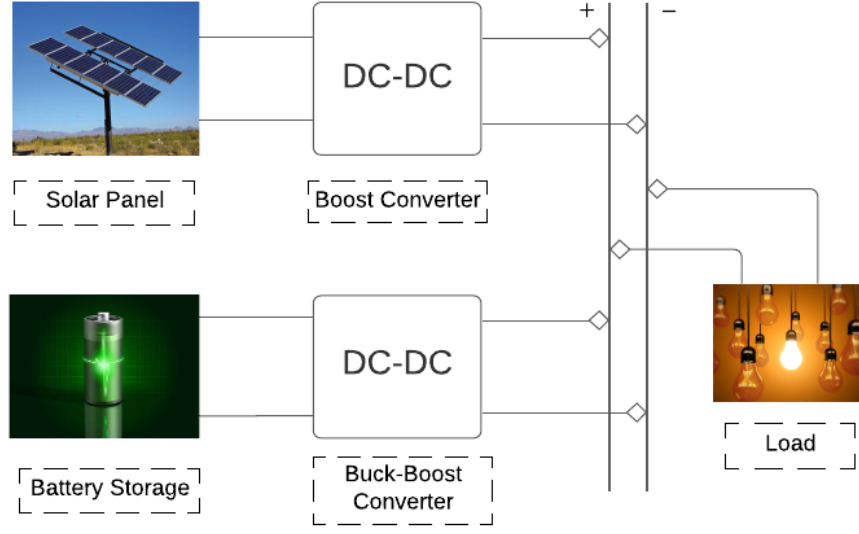 + −
DC-DC
Solar Panel
Boost Converter
DC-DC
Load
Battery Storage
Buck-Boost
Converter